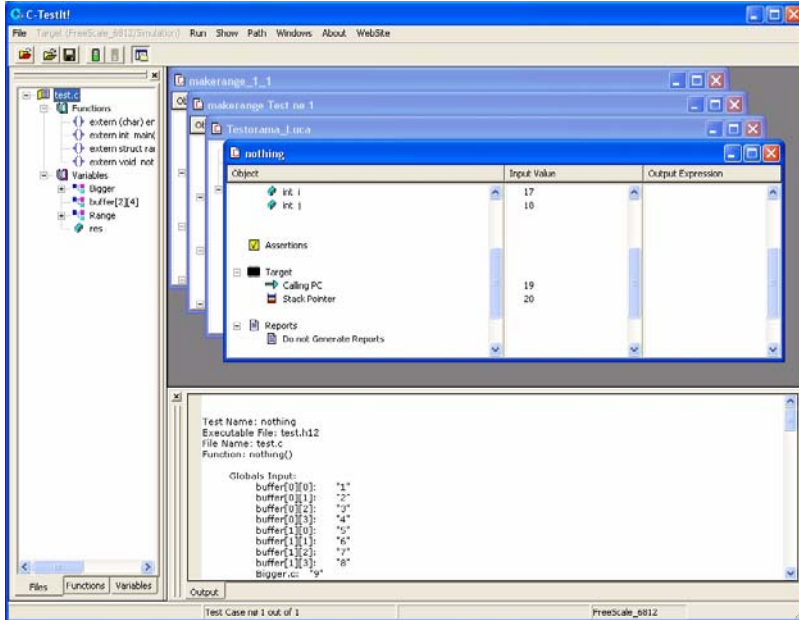 C-TestIt!
File Target (FreeScale_6812/Simulation) Run Show Path Windows About WebSite
test.c
Functions
extern (char) er
extern int main(
extern struct rar
extern void not
Variables
Bigger
buffer[2][4]
Range
res
Files Functions Variables
makerange_1_1
makerange Test nø 1
Testorama_Luca
nothing
Object Input Value Output Expression
int i 17
int j 18
Assertions
Target
Calling PC 19
Stack Pointer 20
Reports
Do not Generate Reports
Test Name: nothing
Executable File: test.h12
File Name: test.c
Function: nothing()
Globals Input:
buffer[0][0]: "1"
buffer[0][1]: "2"
buffer[0][2]: "3"
buffer[0][3]: "4"
buffer[1][0]: "5"
buffer[1][1]: "6"
buffer[1][2]: "7"
buffer[1][3]: "8"
Bigger.c: "9"
Output
Test Case nø 1 out of 1 FreeScale_6812